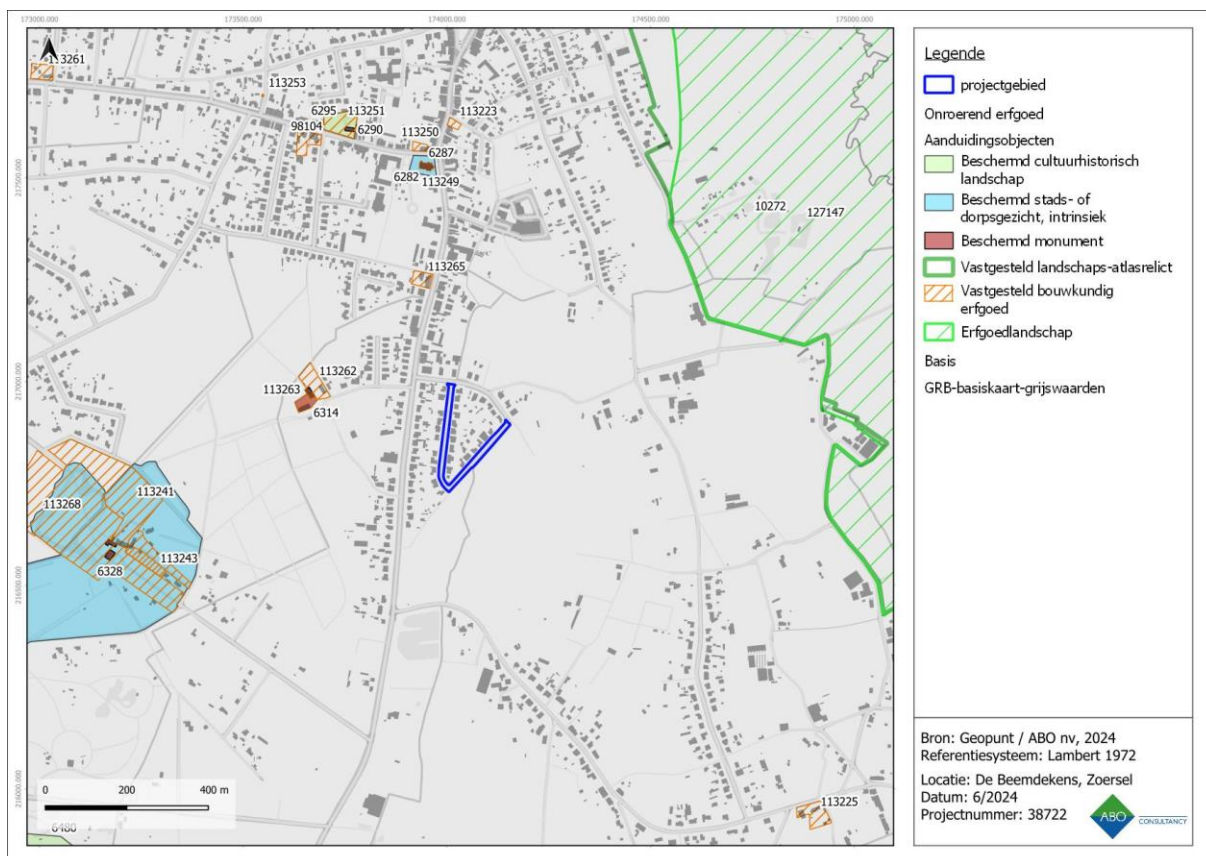 173000.000
173500.000
174000.000
174500.000
175000.000
217500.000
217000.000
216500.000
216000.000
113261
113253
6295
113251
6290
98104
113250
113223
6287
6282
113249
10272
127147
113265
113262
113263
6314
113241
113268
113243
6328
113225
6480
0 200 400 m
Legende
projectgebied
Onroerend erfgoed
Aanduidingsobjecten
Beschermd cultuurhistorisch
landschap
Beschermd stads- of
dorpsgezicht, intrinsiek
Beschermd monument
Vastgesteld landschaps-atlasrelict
Vastgesteld bouwkundig
erfgoed
Erfgoedlandschap
Basis
GRB-basiskaart-grijswaarden
Bron: Geopunt / ABO nv, 2024
Referentiesysteem: Lambert 1972
Locatie: De Beemdekens, Zoersel
Datum: 6/2024
Projectnummer: 38722
ABO
CONSULTANCY